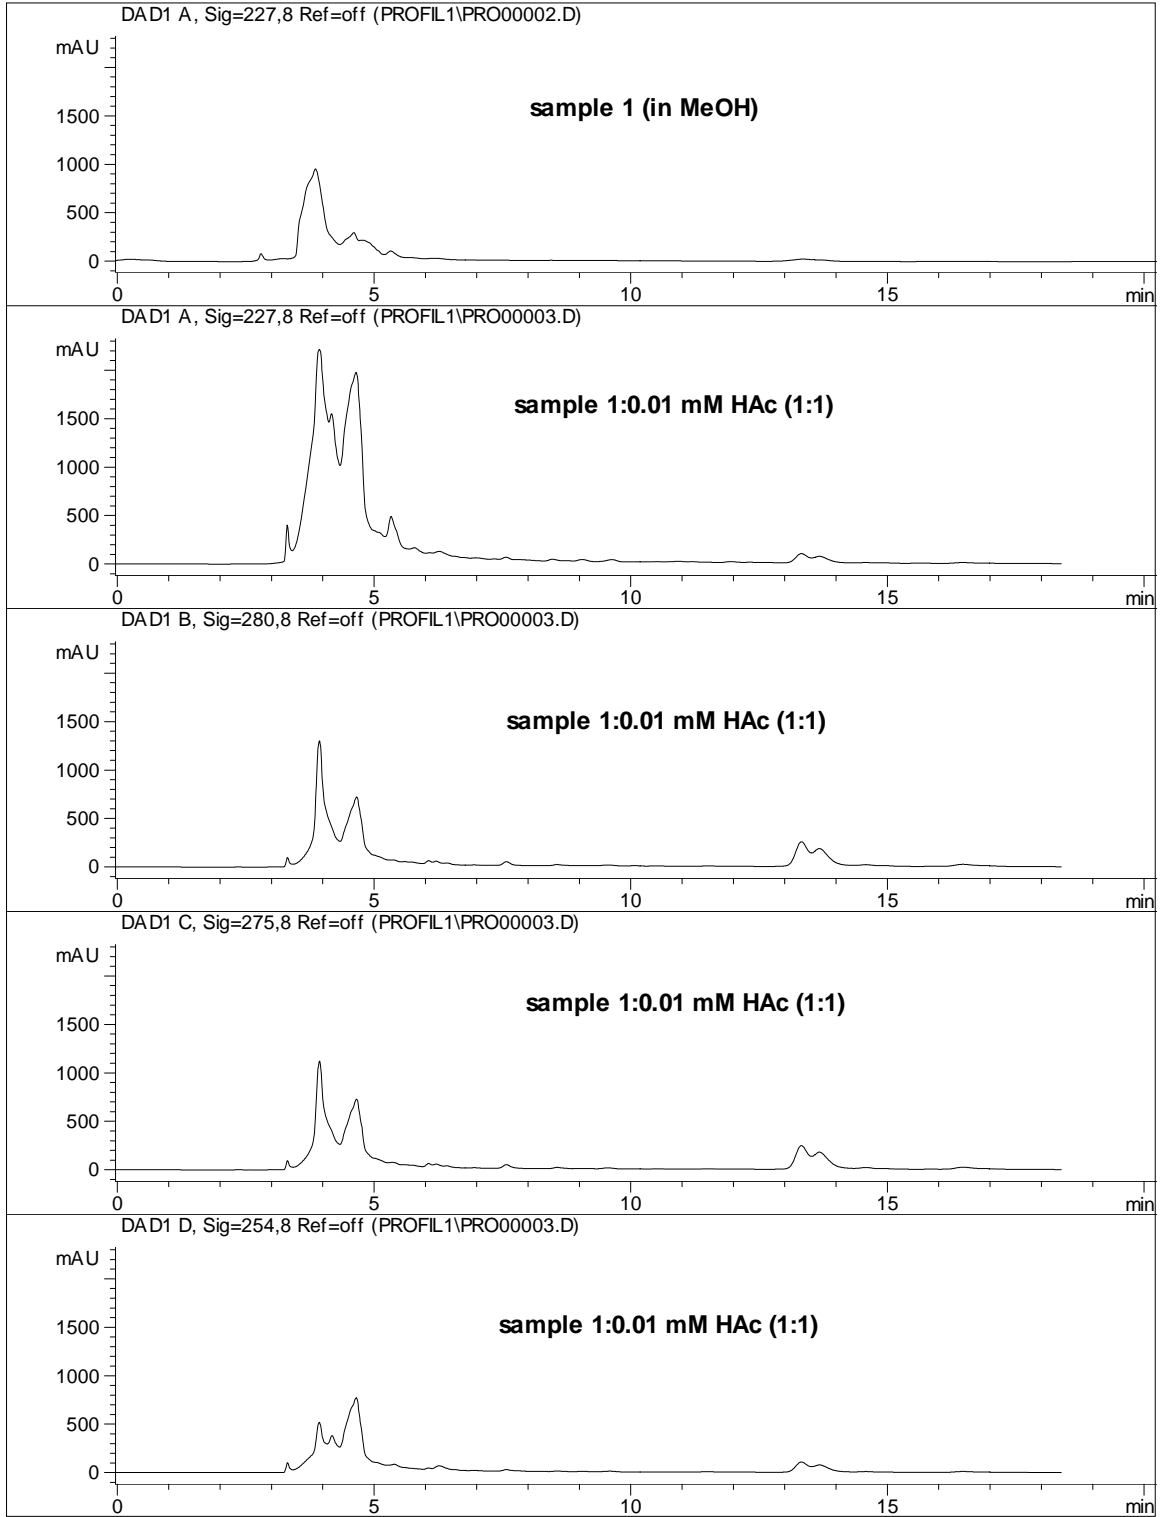 DAD1 A, Sig=227,8 Ref=off (PROFIL1\PRO00002.D)
mAU
sample 1 (in MeOH)
1500
1000
500
0
0 5 10 15 min
DAD1 A, Sig=227,8 Ref=off (PROFIL1\PRO00003.D)
mAU
sample 1:0.01 mM HAc (1:1)
1500
1000
500
0
0 5 10 15 min
DAD1 B, Sig=280,8 Ref=off (PROFIL1\PRO00003.D)
mAU
sample 1:0.01 mM HAc (1:1)
1500
1000
500
0
0 5 10 15 min
DAD1 C, Sig=275,8 Ref=off (PROFIL1\PRO00003.D)
mAU
sample 1:0.01 mM HAc (1:1)
1500
1000
500
0
0 5 10 15 min
DAD1 D, Sig=254,8 Ref=off (PROFIL1\PRO00003.D)
mAU
sample 1:0.01 mM HAc (1:1)
1500
1000
500
0
0 5 10 15 min